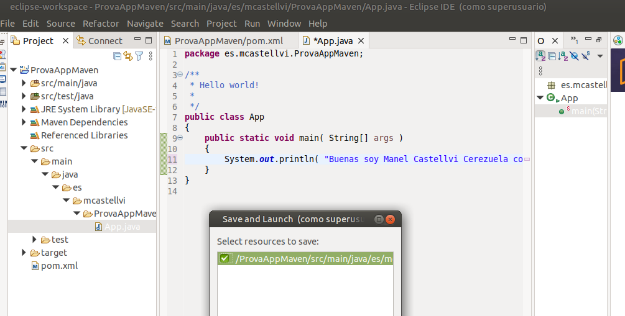 eclipse-workspace - ProvaAppMaven/src/main/java/es/mcastellvi/ProvaAppMaven/App.java - Eclipse IDE (como superusuario)
File Edit Source Refactor Navigate Search Project Run Window Help
Project
Connect
ProvaAppMaven
src/main/java
src/test/java
JRE System Library [JavaSE-
Maven Dependencies
Referenced Libraries
src
main
java
es
mcastellvi
ProvaAppMave
App.java
test
target
pom.xml
ProvaAppMaven/pom.xml
*App.java
1 package es.mcastellvi.ProvaAppMaven;
2
3 /**
4 * Hello world!
5 *
6 */
7 public class App
8 {
9 public static void main( String[] args )
10 {
11 System.out.println( "Buenas soy Manel Castellvi Cerezuela co
12 }
13 }
14
O
es.mcastell
App
main(Stri
Save and Launch (como superusu
Select resources to save:
/ProvaAppMaven/src/main/java/es/m